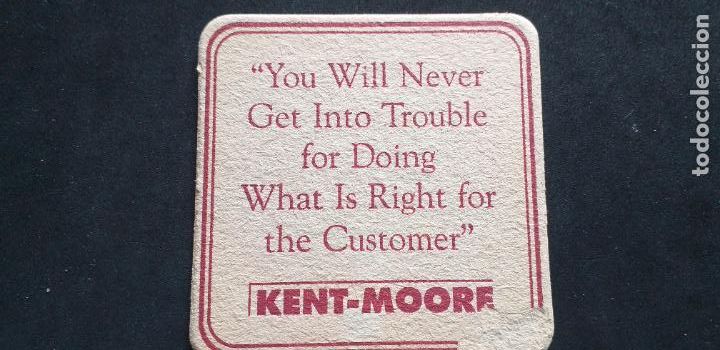 "You Will Never
Get Into Trouble
for Doing
What Is Right for
the Customer"
KENT-MOORE
todocoleccion